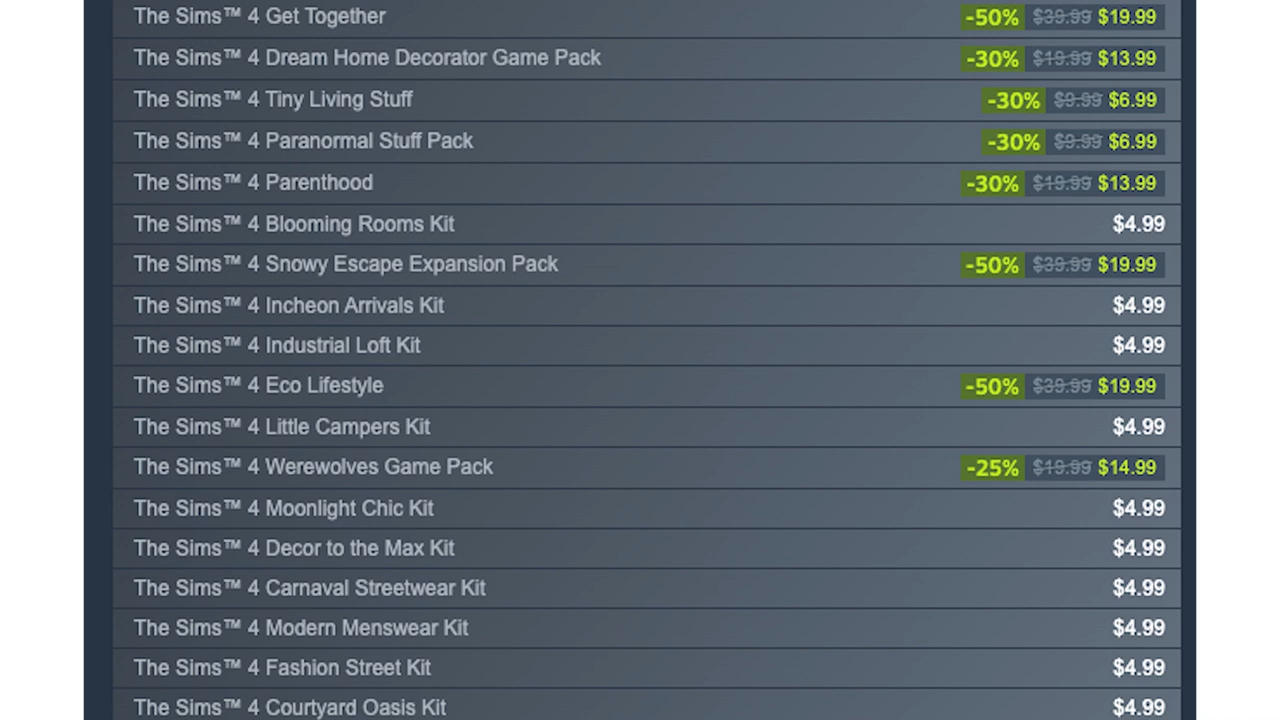 The Sims™ 4 Get Together -50% $39.99 $19.99
The Sims™ 4 Dream Home Decorator Game Pack -30% $19.99 $13.99
The Sims™ 4 Tiny Living Stuff -30% $9.99 $6.99
The Sims™ 4 Paranormal Stuff Pack -30% $9.99 $6.99
The Sims™ 4 Parenthood -30% $19.99 $13.99
The Sims™ 4 Blooming Rooms Kit $4.99
The Sims™ 4 Snowy Escape Expansion Pack -50% $39.99 $19.99
The Sims™ 4 Incheon Arrivals Kit $4.99
The Sims™ 4 Industrial Loft Kit $4.99
The Sims™ 4 Eco Lifestyle -50% $39.99 $19.99
The Sims™ 4 Little Campers Kit $4.99
The Sims™ 4 Werewolves Game Pack -25% $19.99 $14.99
The Sims™ 4 Moonlight Chic Kit $4.99
The Sims™ 4 Decor to the Max Kit $4.99
The Sims™ 4 Carnaval Streetwear Kit $4.99
The Sims™ 4 Modern Menswear Kit $4.99
The Sims™ 4 Fashion Street Kit $4.99
The Sims™ 4 Courtyard Oasis Kit $4.99